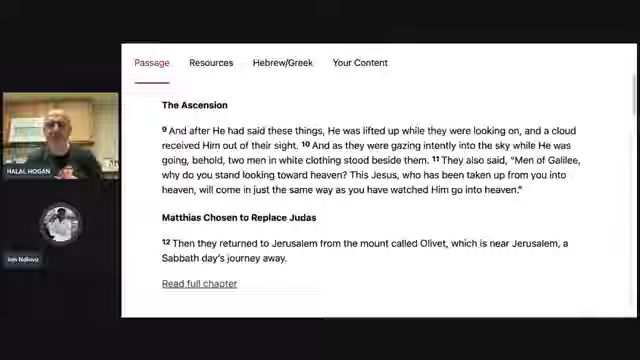 Passage Resources Hebrew/Greek Your Content
The Ascension
9 And after He had said these things, He was lifted up while they were looking on, and a cloud
received Him out of their sight. 10 And as they were gazing intently into the sky while He was
going, behold, two men in white clothing stood beside them. 11 They also said, “Men of Galilee,
why do you stand looking toward heaven? This Jesus, who has been taken up from you into
heaven, will come in just the same way as you have watched Him go into heaven.”
HALAL HOGAN
Matthias Chosen to Replace Judas
12 Then they returned to Jerusalem from the mount called Olivet, which is near Jerusalem, a
Sabbath day’s journey away.
Read full chapter